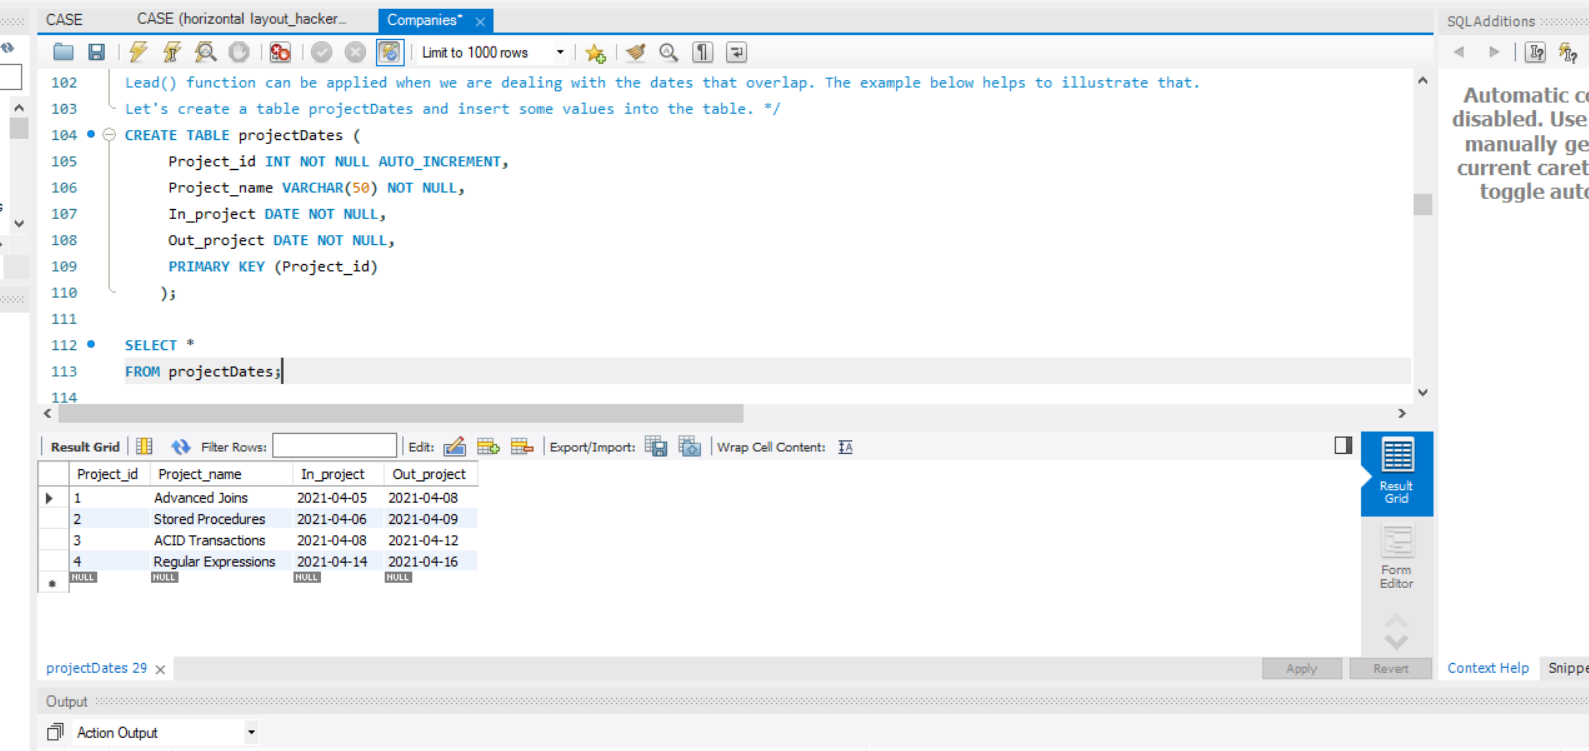 CASE CASE (horizontal layout_hacker... Companies* SQLAdditions
Limit to 1000 rows
102 Lead() function can be applied when we are dealing with the dates that overlap. The example below helps to illustrate that.
103 Let's create a table projectDates and insert some values into the table. */
104 CREATE TABLE projectDates (
105 Project_id INT NOT NULL AUTO_INCREMENT,
106 Project_name VARCHAR(50) NOT NULL,
107 In_project DATE NOT NULL,
108 Out_project DATE NOT NULL,
109 PRIMARY KEY (Project_id)
110 );
111
112 SELECT *
113 FROM projectDates;
114
Automatic co
disabled. Use
manually ge
current caret
toggle auto
Result Grid Filter Rows: Edit: Export/Import: Wrap Cell Content:
Project_id Project_name In_project Out_project
1 Advanced Joins 2021-04-05 2021-04-08
2 Stored Procedures 2021-04-06 2021-04-09
3 ACID Transactions 2021-04-08 2021-04-12
4 Regular Expressions 2021-04-14 2021-04-16
NULL NULL NULL NULL
Result
Grid
Form
Editor
projectDates 29 Apply Revert Context Help Snippe
Output
Action Output